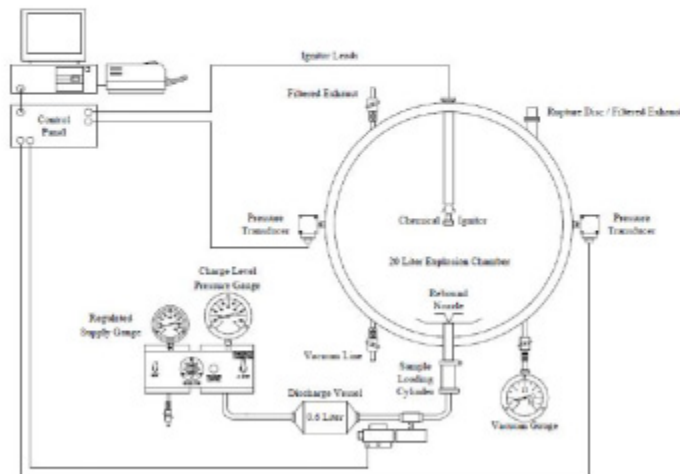 Ignitor Leads
Filtered Exhaust
Rupture Disc / Filtered Exhaust
Control
Panel
Chemical Ignitor
Pressure
Transducer
Pressure
Transducer
20 Liter Explosion Chamber
Charge Level
Pressure Gauge
Rebound
Nozzle
Regulated
Supply Gauge
Vacuum Line
Sample
Loading
Cylinder
Discharge Vessel
0.6 Liter
Vacuum Gauge